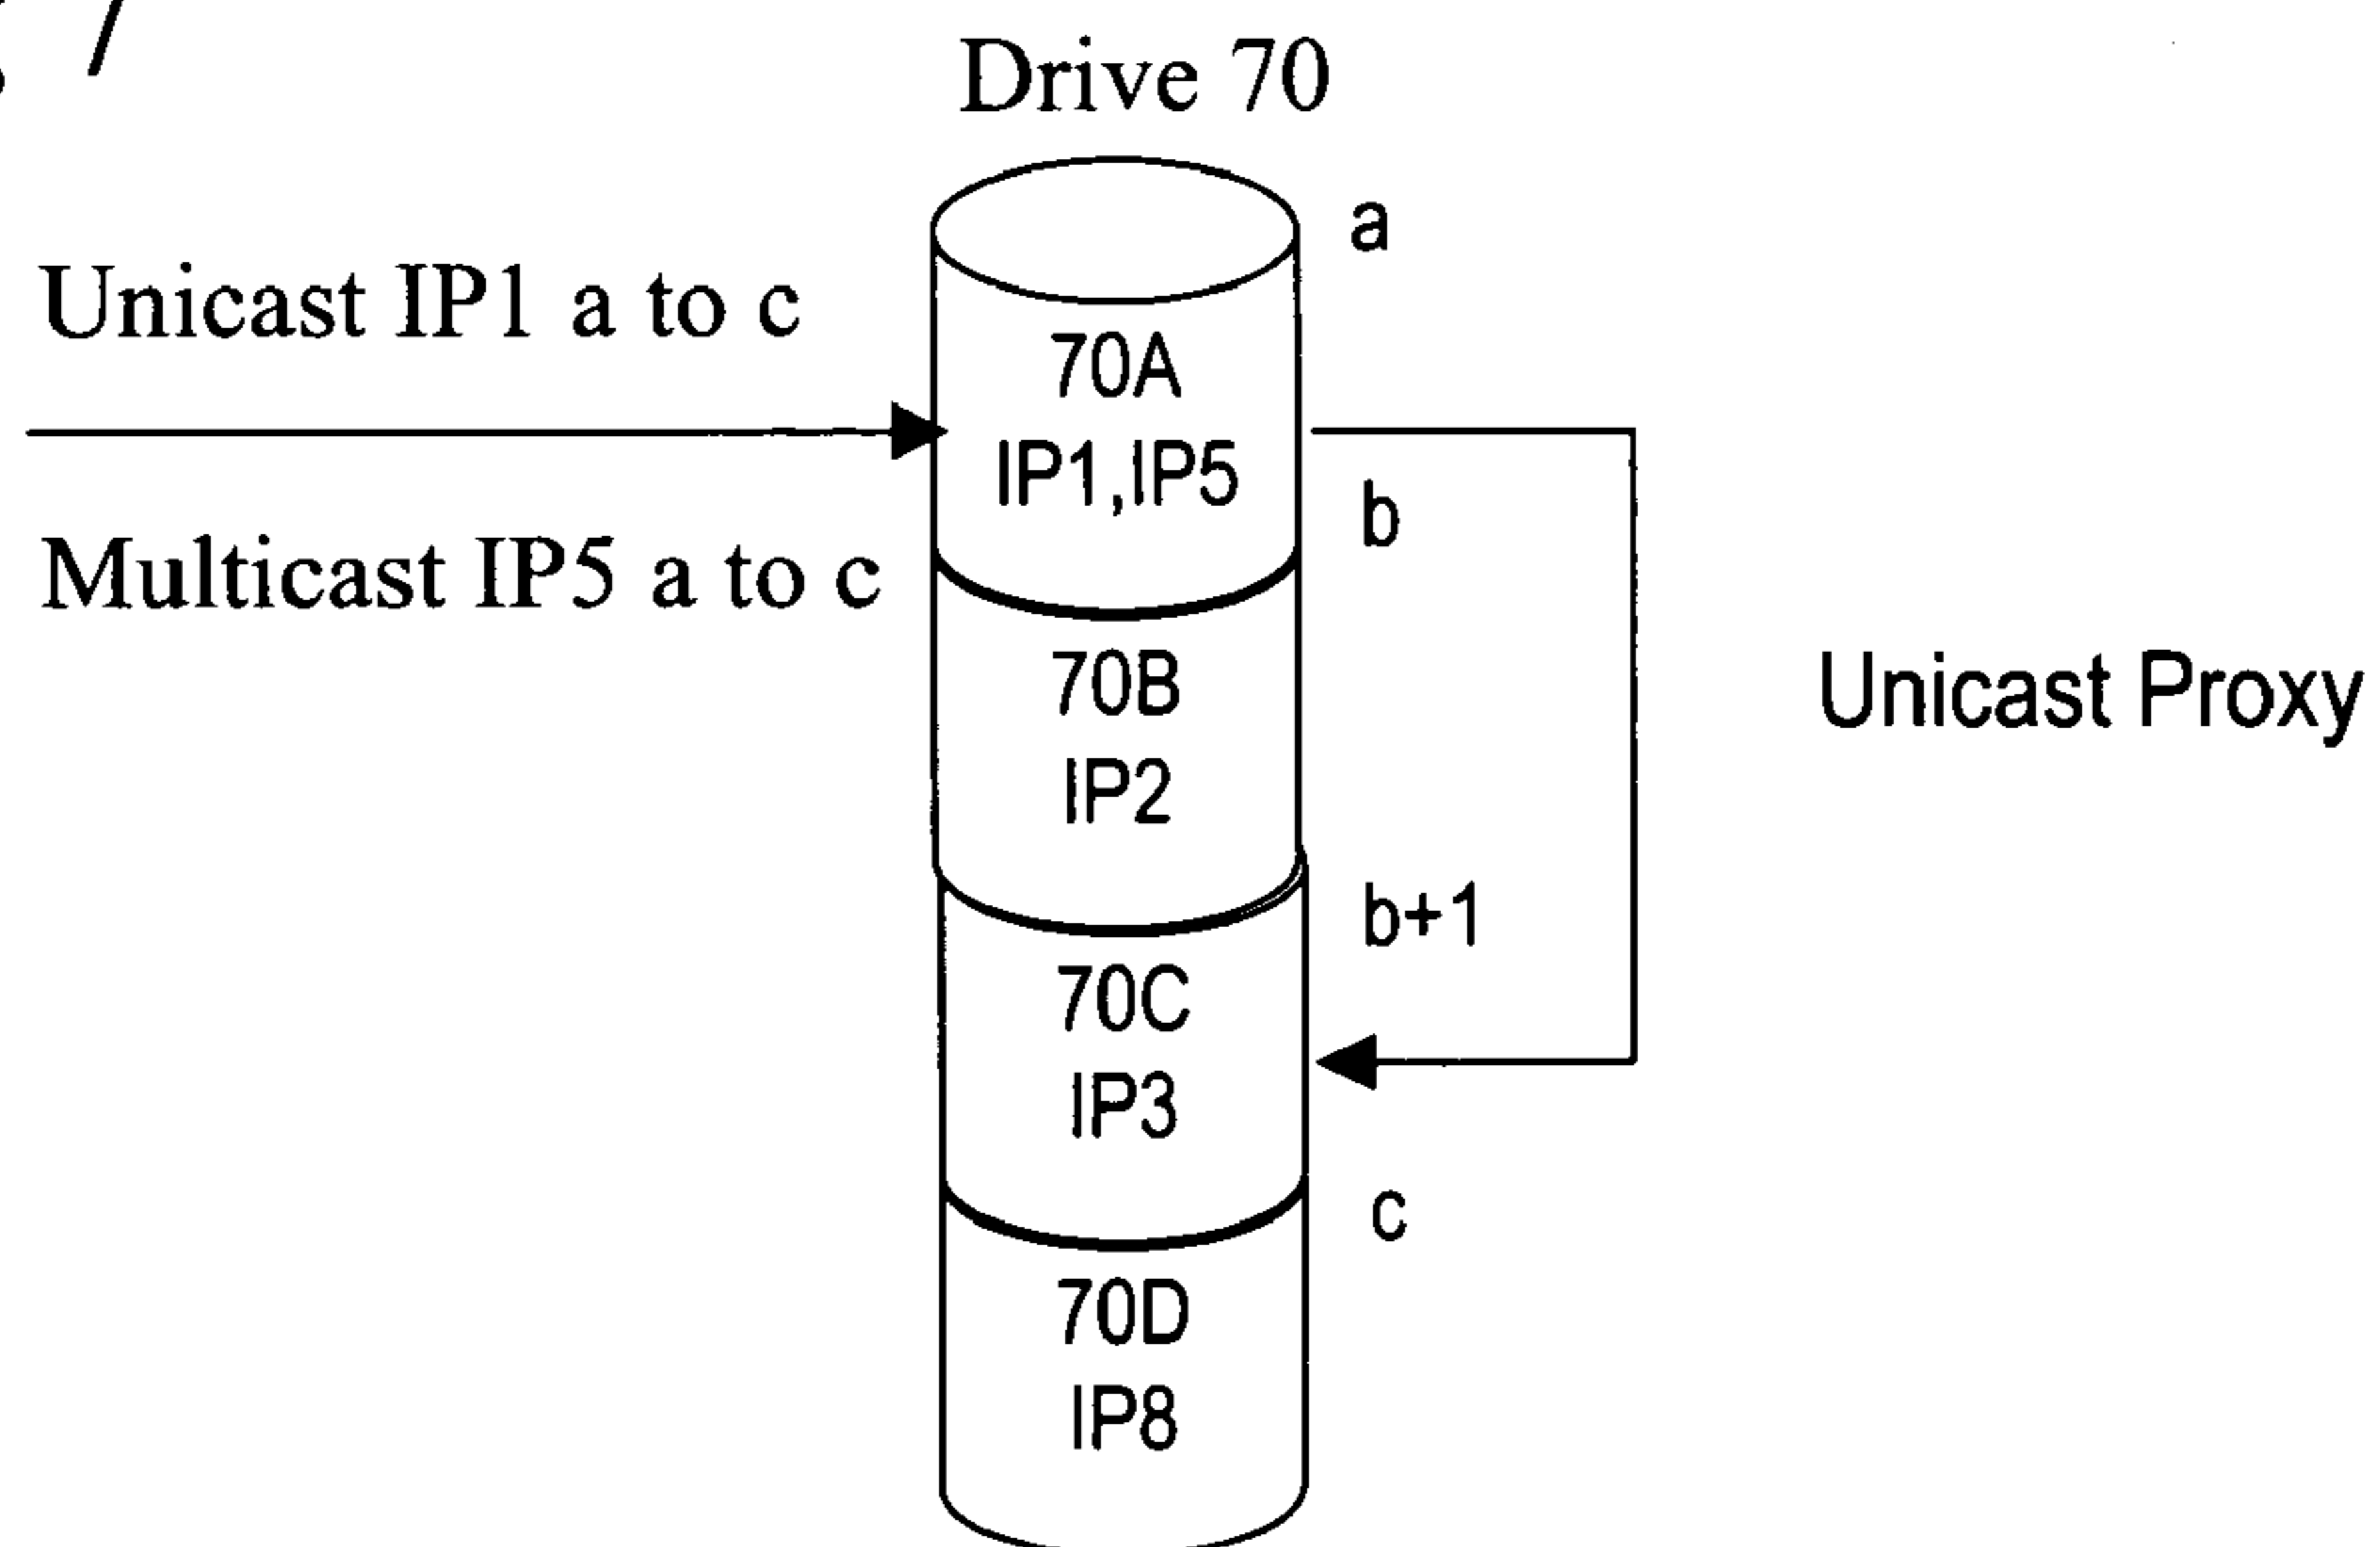 7
Drive 70
a
Unicast IP1 a to c
70A
IP1,IP5
b
Multicast IP5 a to c
70B
IP2
Unicast Proxy
b+1
70C
IP3
c
70D
IP8